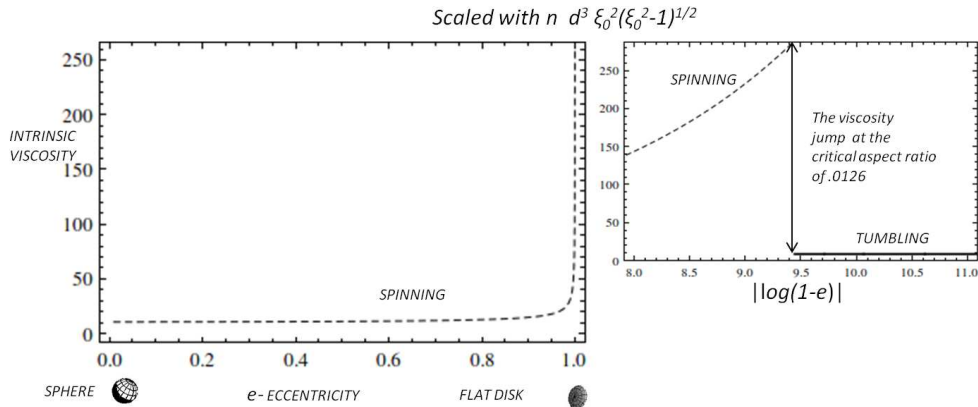 Scaled with n d³ ξ₀²(ξ₀²-1)^1/2
250
200
150
100
50
0
INTRINSIC
VISCOSITY
SPINNING
0.0 0.2 0.4 0.6 0.8 1.0
SPHERE e- ECCENTRICITY FLAT DISK
250
200
150
100
50
0
SPINNING
The viscosity
jump at the
critical aspect ratio
of .0126
TUMBLING
8.0 8.5 9.0 9.5 10.0 10.5 11.0
|log(1-e)|